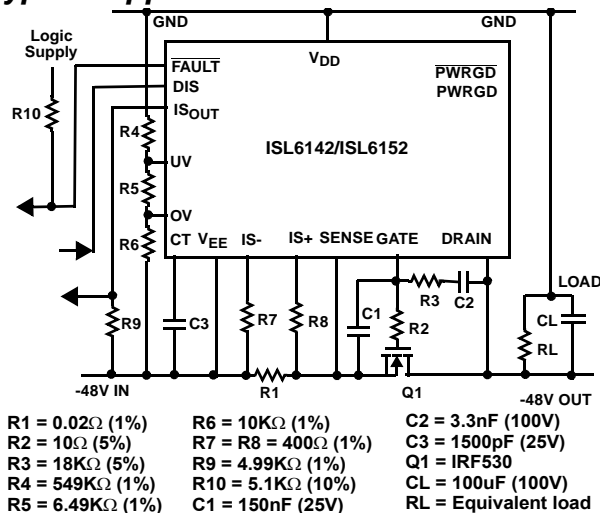 GND
GND
Logic
Supply
VDD
FAULT
PWRGD
DIS
PWRGD
ISOUT
R10
R4
ISL6142/ISL6152
UV
R5
OV
R6
CT VEE IS- IS+ SENSE GATE DRAIN
R3
C2
LOAD
R9
C3
R7
R8
C1
R2
CL
RL
-48V IN
R1
Q1
-48V OUT
R1 = 0.02Ω (1%)
R2 = 10Ω (5%)
R3 = 18KΩ (5%)
R4 = 549KΩ (1%)
R5 = 6.49KΩ (1%)
R6 = 10KΩ (1%)
R7 = R8 = 400Ω (1%)
R9 = 4.99KΩ (1%)
R10 = 5.1KΩ (10%)
C1 = 150nF (25V)
C2 = 3.3nF (100V)
C3 = 1500pF (25V)
Q1 = IRF530
CL = 100uF (100V)
RL = Equivalent load